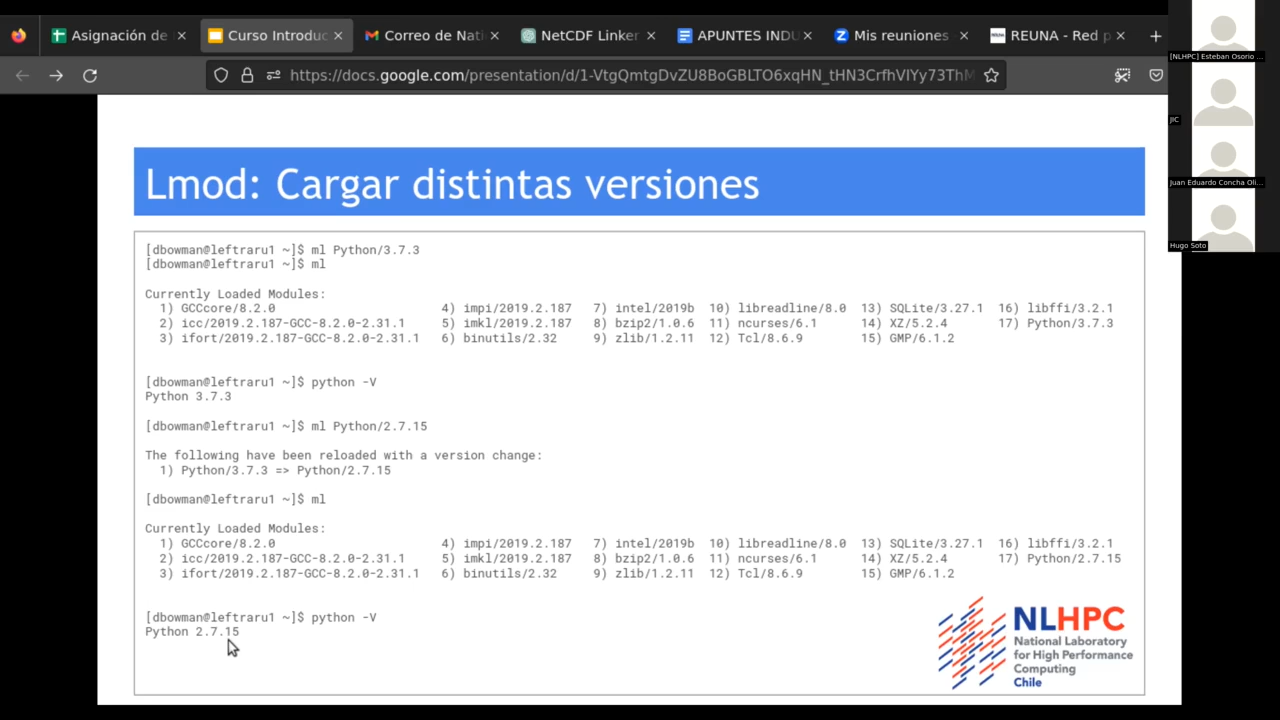 Asignación de
Curso Introduc
Correo de Nati
NetCDF Linker
APUNTES INDU
Mis reuniones
REUNA - Red p
https://docs.google.com/presentation/d/1-VtgQmtgDvZU8BoGBLTO6xqHN_tHN3CrfhVIYy73ThM
[NLHPC] Esteban Osorio ...
JIC
Juan Eduardo Concha Oli...
Hugo Soto
Lmod: Cargar distintas versiones
[dbowman@leftraru1 ~]$ ml Python/3.7.3
[dbowman@leftraru1 ~]$ ml
Currently Loaded Modules:
1) GCCcore/8.2.0 4) impi/2019.2.187 7) intel/2019b 10) libreadline/8.0 13) SQLite/3.27.1 16) libffi/3.2.1
2) icc/2019.2.187-GCC-8.2.0-2.31.1 5) imkl/2019.2.187 8) bzip2/1.0.6 11) ncurses/6.1 14) XZ/5.2.4 17) Python/3.7.3
3) ifort/2019.2.187-GCC-8.2.0-2.31.1 6) binutils/2.32 9) zlib/1.2.11 12) Tcl/8.6.9 15) GMP/6.1.2
[dbowman@leftraru1 ~]$ python -V
Python 3.7.3
[dbowman@leftraru1 ~]$ ml Python/2.7.15
The following have been reloaded with a version change:
1) Python/3.7.3 => Python/2.7.15
[dbowman@leftraru1 ~]$ ml
Currently Loaded Modules:
1) GCCcore/8.2.0 4) impi/2019.2.187 7) intel/2019b 10) libreadline/8.0 13) SQLite/3.27.1 16) libffi/3.2.1
2) icc/2019.2.187-GCC-8.2.0-2.31.1 5) imkl/2019.2.187 8) bzip2/1.0.6 11) ncurses/6.1 14) XZ/5.2.4 17) Python/2.7.15
3) ifort/2019.2.187-GCC-8.2.0-2.31.1 6) binutils/2.32 9) zlib/1.2.11 12) Tcl/8.6.9 15) GMP/6.1.2
[dbowman@leftraru1 ~]$ python -V
Python 2.7.15
NLHPC
National Laboratory
for High Performance
Computing
Chile